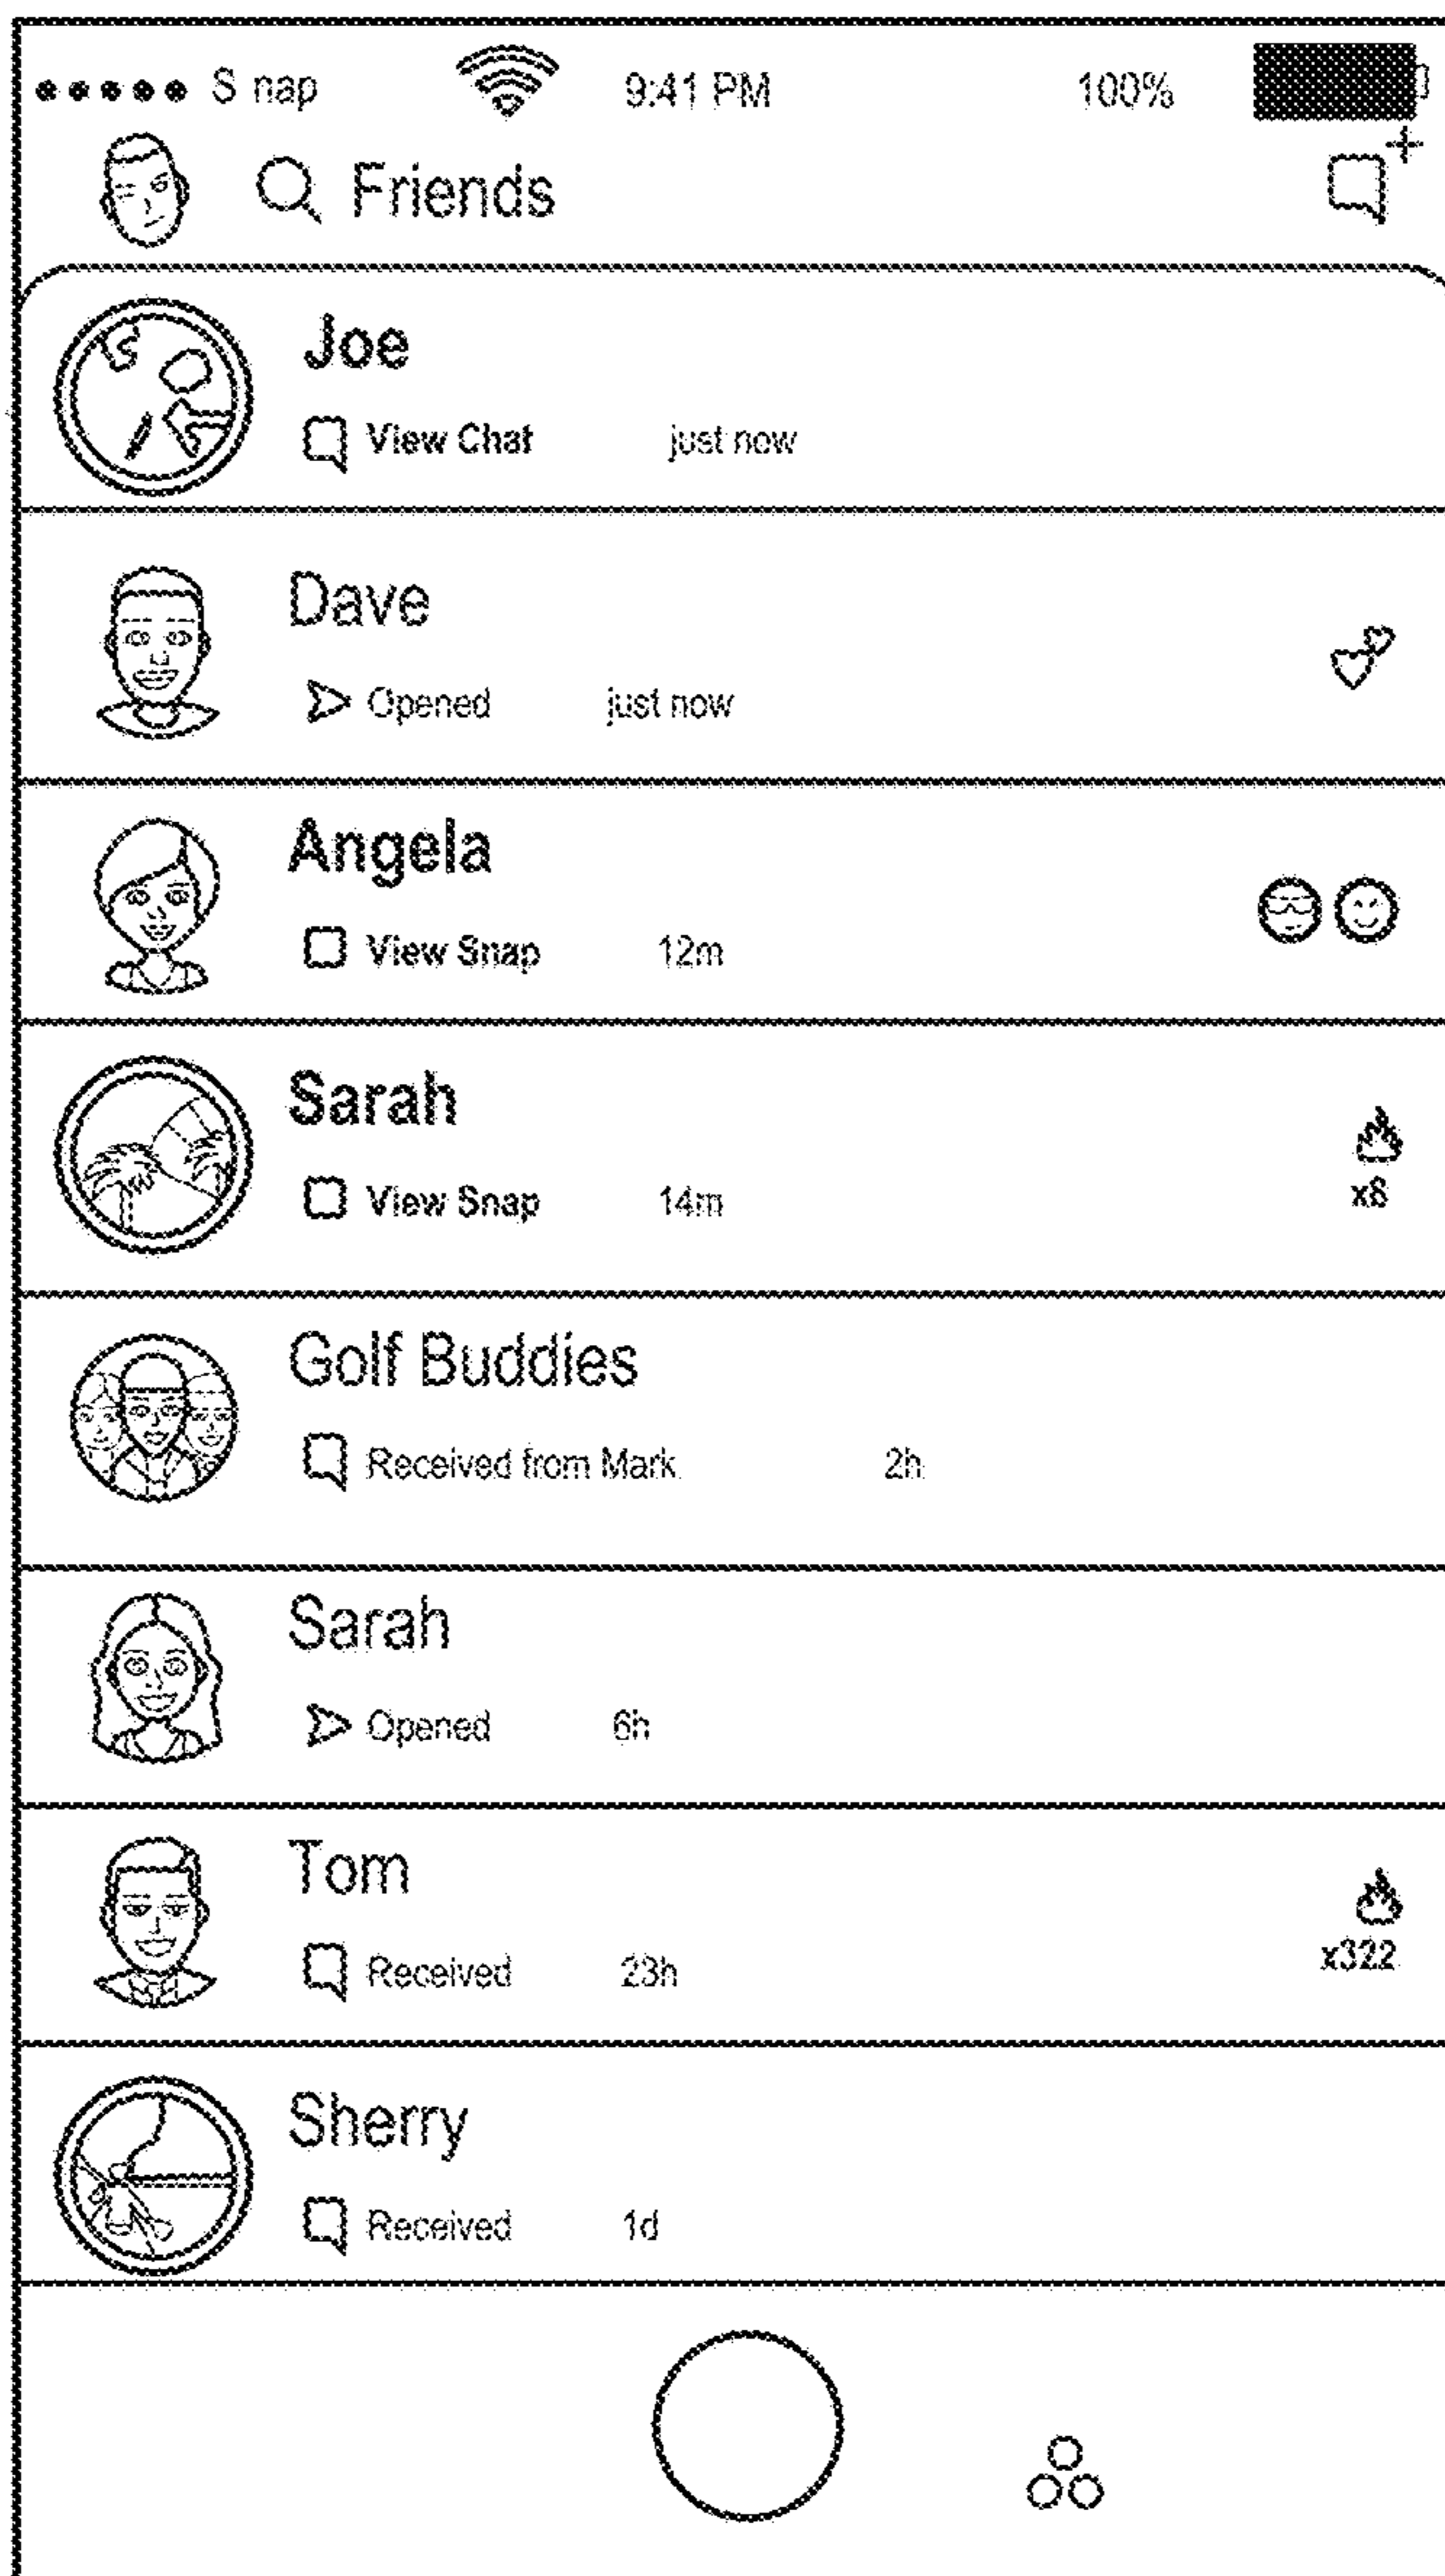 S nap 9:41 PM 100%
Friends
Joe
View Chat just now
Dave
Opened just now
Angela
View Snap 12m
Sarah
View Snap 14m
x6
Golf Buddies
Received from Mark 2h
Sarah
Opened 6h
Tom
Received 23h
x322
Sherry
Received 1d